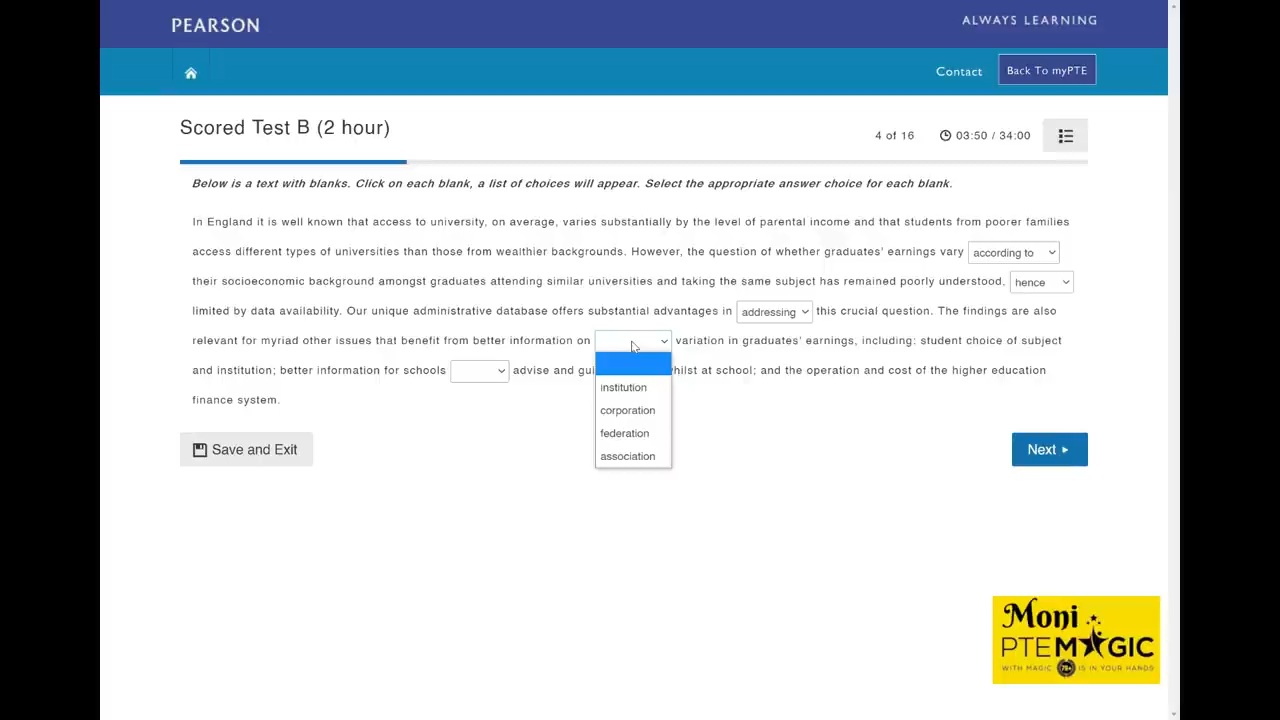 PEARSON
ALWAYS LEARNING
Contact
Back To myPTE
Scored Test B (2 hour)
4 of 16
03:50 / 34:00
Below is a text with blanks. Click on each blank, a list of choices will appear. Select the appropriate answer choice for each blank.
In England it is well known that access to university, on average, varies substantially by the level of parental income and that students from poorer families
access different types of universities than those from wealthier backgrounds. However, the question of whether graduates' earnings vary according to
their socioeconomic background amongst graduates attending similar universities and taking the same subject has remained poorly understood, hence
limited by data availability. Our unique administrative database offers substantial advantages in addressing this crucial question. The findings are also
relevant for myriad other issues that benefit from better information on variation in graduates' earnings, including: student choice of subject
and institution; better information for schools advise and gui hilst at school; and the operation and cost of the higher education
finance system.
institution
corporation
federation
association
Save and Exit
Next
Moni
PTEMAGIC
WITH MAGIC 79+ IS IN YOUR HANDS